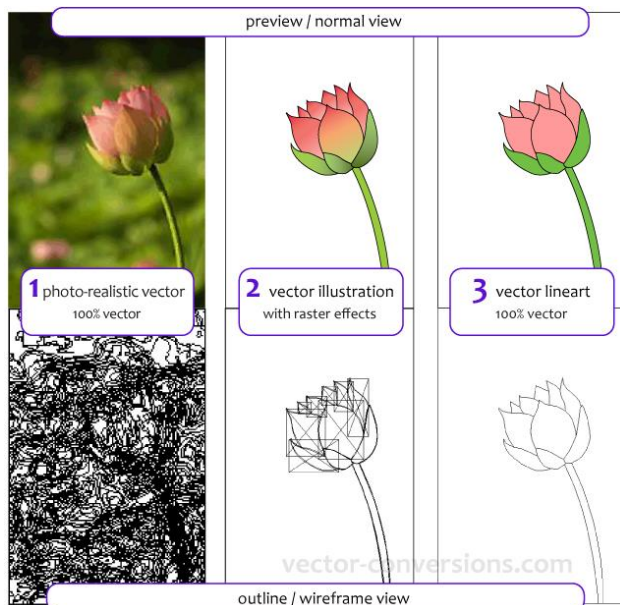 preview / normal view
1 photo-realistic vector
100% vector
2 vector illustration
with raster effects
3 vector lineart
100% vector
vector-conversions.com
outline / wireframe view